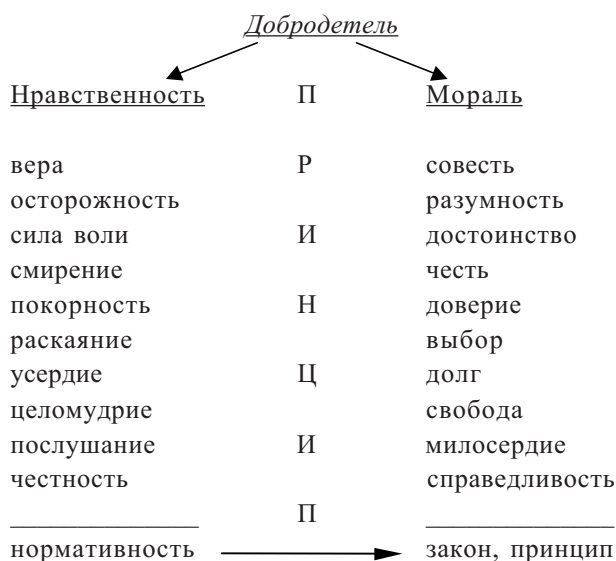 Добродетель
Нравственность П Мораль
вера Р совесть
осторожность разумность
сила воли И достоинство
смирение честь
покорность Н доверие
раскаяние выбор
усердие Ц долг
целомудрие свобода
послушание И милосердие
честность справедливость
П
нормативность закон, принцип